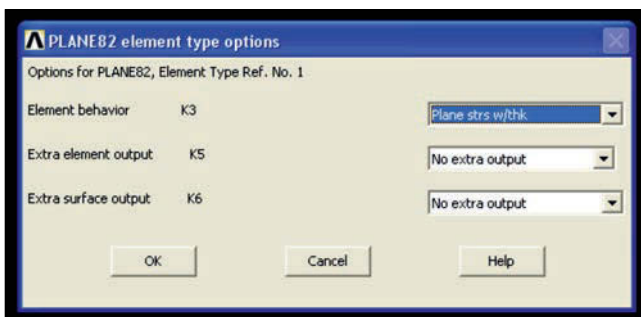 PLANE82 element type options
Options for PLANE82, Element Type Ref. No. 1
Element behavior K3 Plane strs w/thk
Extra element output K5 No extra output
Extra surface output K6 No extra output
OK Cancel Help